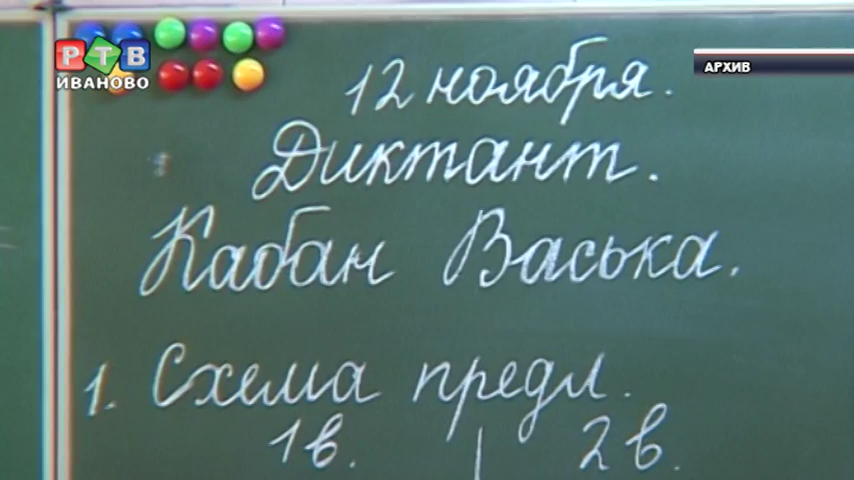 РТВ
ИВАНОВО
АРХИВ
12 ноября.
Диктант.
Кабан Васька.
1. Схема предл.
1в. | 2в.